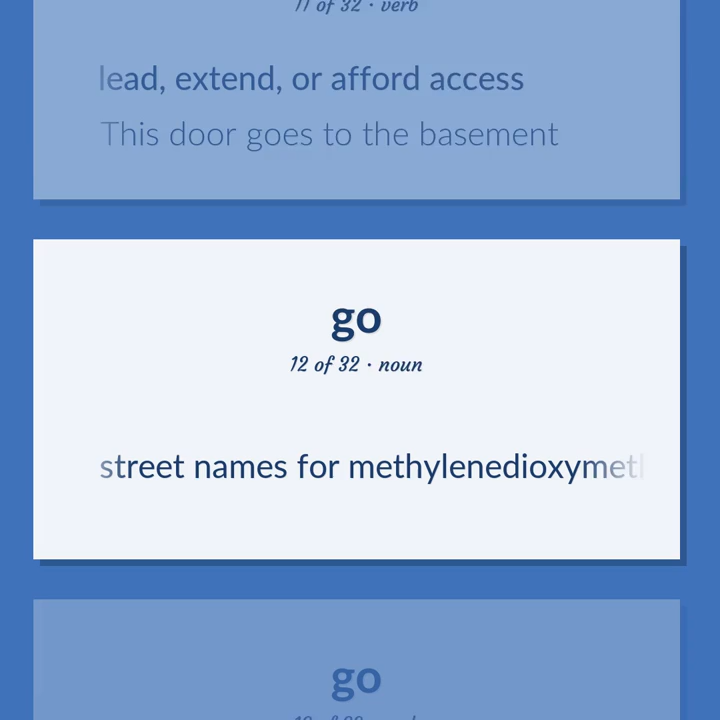 11 of 32 · verb
lead, extend, or afford access
This door goes to the basement
go
12 of 32 · noun
street names for
go